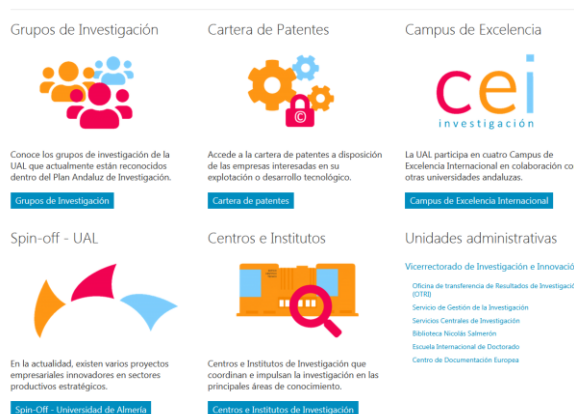 Grupos de Investigación
Conoce los grupos de investigación de la
UAL que actualmente están reconocidos
dentro del Plan Andaluz de Investigación.
Grupos de Investigación
Cartera de Patentes
©
Accede a la cartera de patentes a disposición
de las empresas interesadas en su
explotación o desarrollo tecnológico.
Cartera de patentes
Campus de Excelencia
cei
investigación
La UAL participa en cuatro Campus de
Excelencia Internacional en colaboración co
otras universidades andaluzas.
Campus de Excelencia Internacional
Spin-off - UAL
En la actualidad, existen varios proyectos
empresariales innovadores en sectores
productivos estratégicos.
Spin-Off - Universidad de Almería
Centros e Institutos
Centros e Institutos de Investigación que
coordinan e impulsan la investigación en las
principales áreas de conocimiento.
Centros e Institutos de Investigación
Unidades administrativas
Vicerrectorado de Investigación e Innovació
Oficina de transferencia de Resultados de Investigació
(OTRI)
Servicio de Gestión de la Investigación
Servicios Centrales de Investigación
Biblioteca Nicolás Salmerón
Escuela Internacional de Doctorado
Centro de Documentación Europea